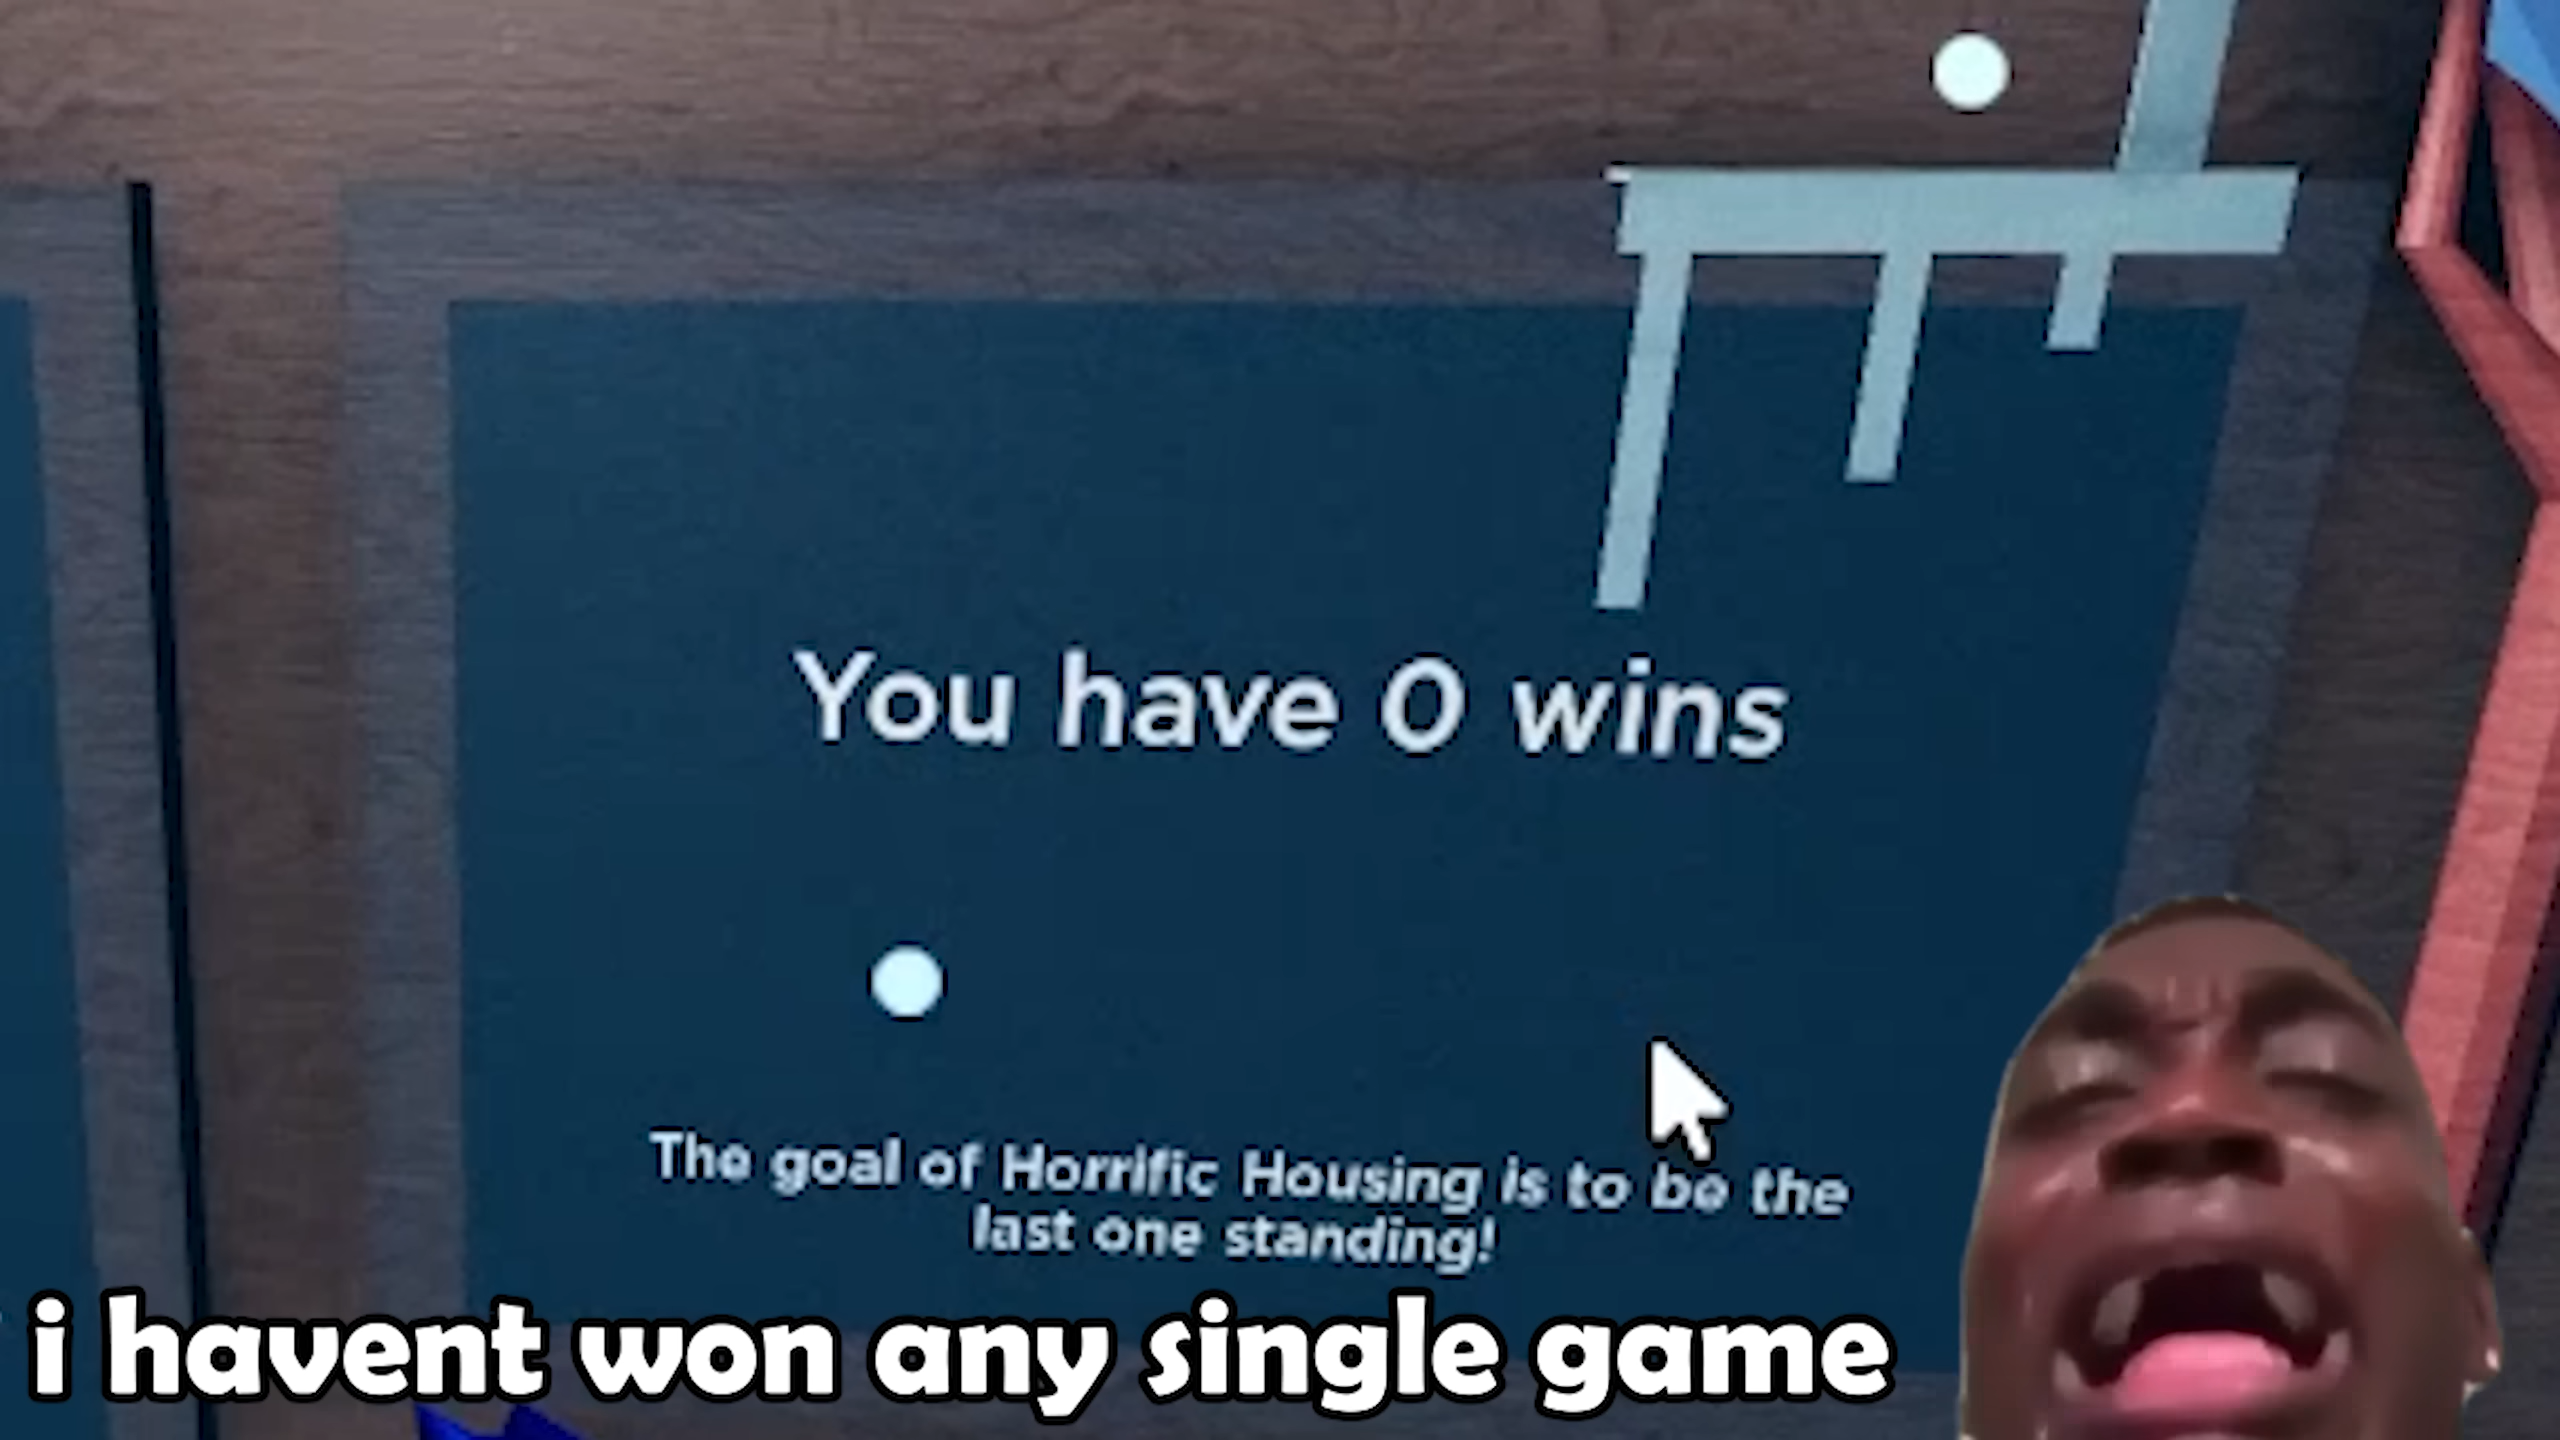 You have 0 wins
The goal of Horrific Housing is to be the
last one standing!
i havent won any single game